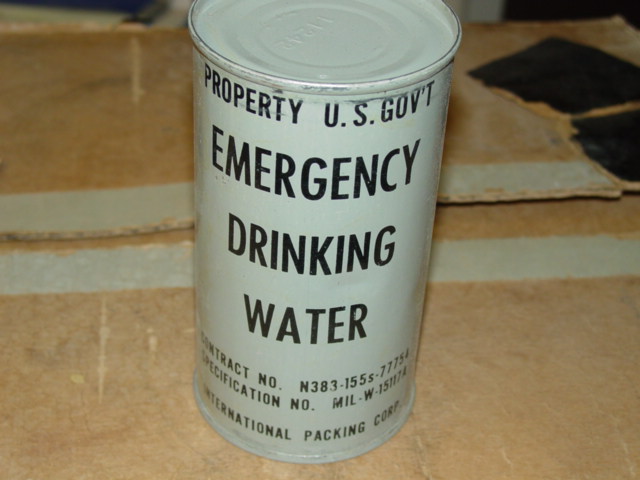 PROPERTY U.S. GOV'T
EMERGENCY
DRINKING
WATER
CONTRACT NO. N383-155s-77754
SPECIFICATION NO. MIL-W-15117A
INTERNATIONAL PACKING CORP.